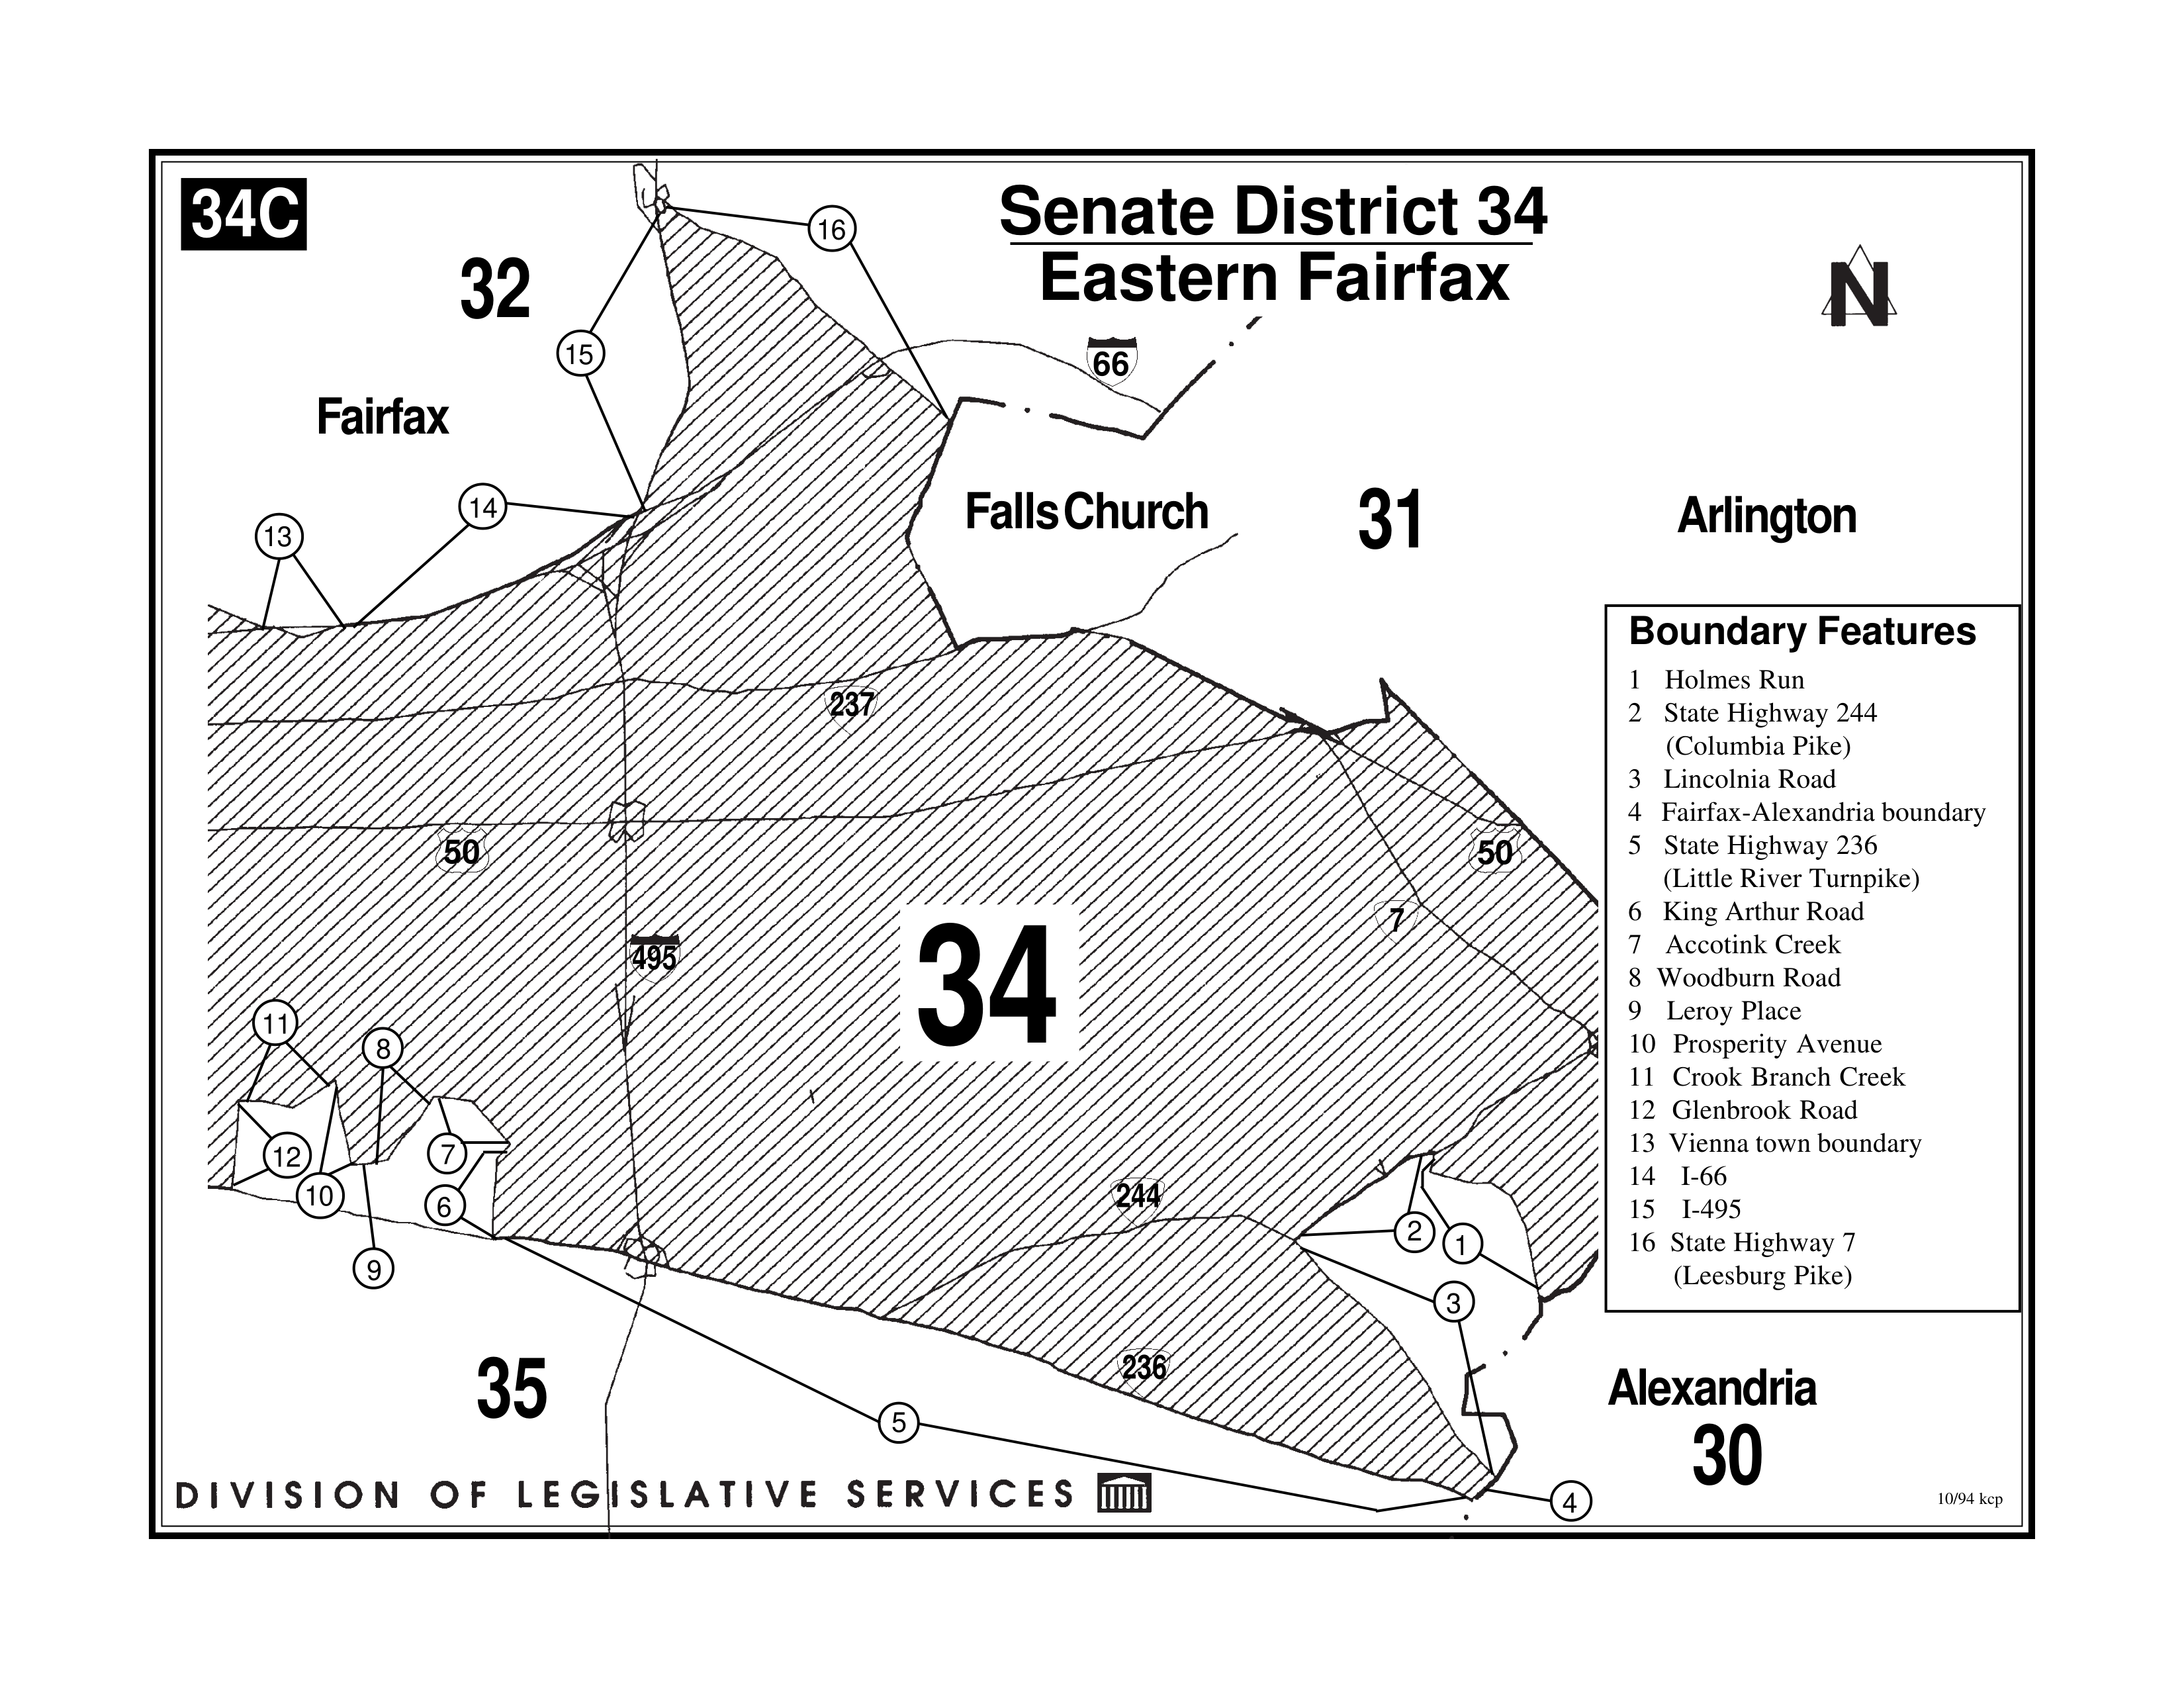 34C
Senate District 34
Eastern Fairfax
N
32
16
15
66
Fairfax
14
13
Falls Church
31
Arlington
237
50
50
7
495
34
11
8
12
7
10
6
9
244
2
1
3
236
35
5
4
Alexandria
30
Boundary Features
1 Holmes Run
2 State Highway 244
(Columbia Pike)
3 Lincolnia Road
4 Fairfax-Alexandria boundary
5 State Highway 236
(Little River Turnpike)
6 King Arthur Road
7 Accotink Creek
8 Woodburn Road
9 Leroy Place
10 Prosperity Avenue
11 Crook Branch Creek
12 Glenbrook Road
13 Vienna town boundary
14 I-66
15 I-495
16 State Highway 7
(Leesburg Pike)
DIVISION OF LEGISLATIVE SERVICES
10/94 kcp